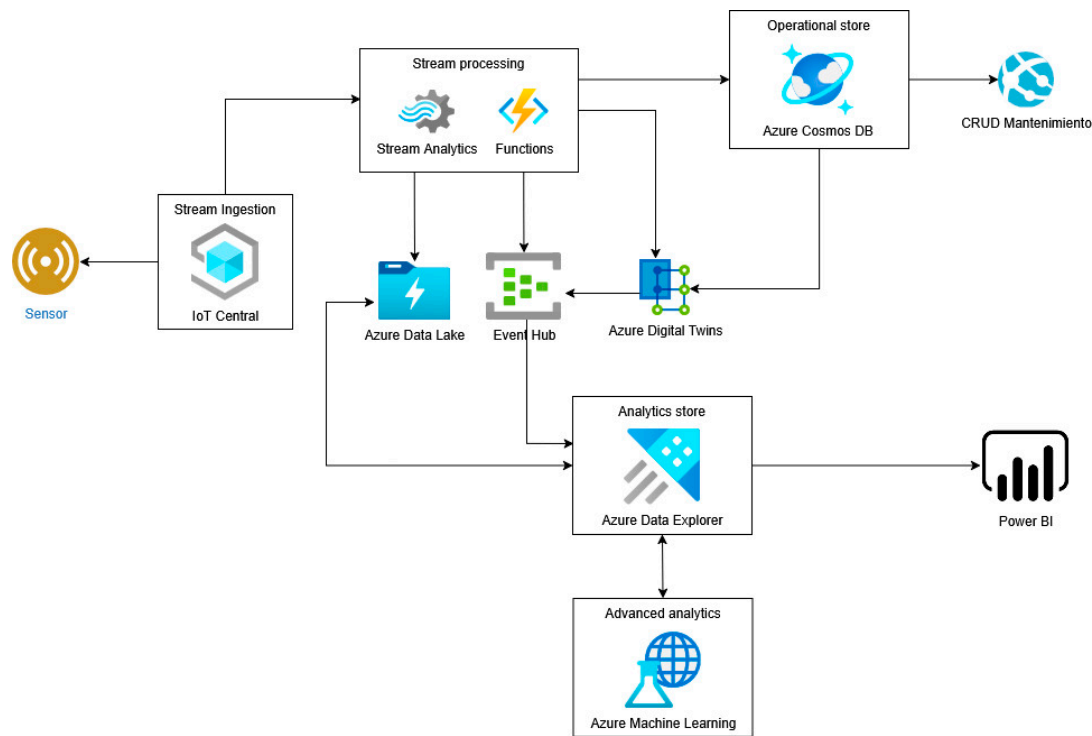 Operational store
Azure Cosmos DB
CRUD Mantenimiento
Stream processing
Stream Analytics
Functions
Stream Ingestion
IoT Central
Sensor
Azure Data Lake
Event Hub
Azure Digital Twins
Analytics store
Azure Data Explorer
Power BI
Advanced analytics
Azure Machine Learning